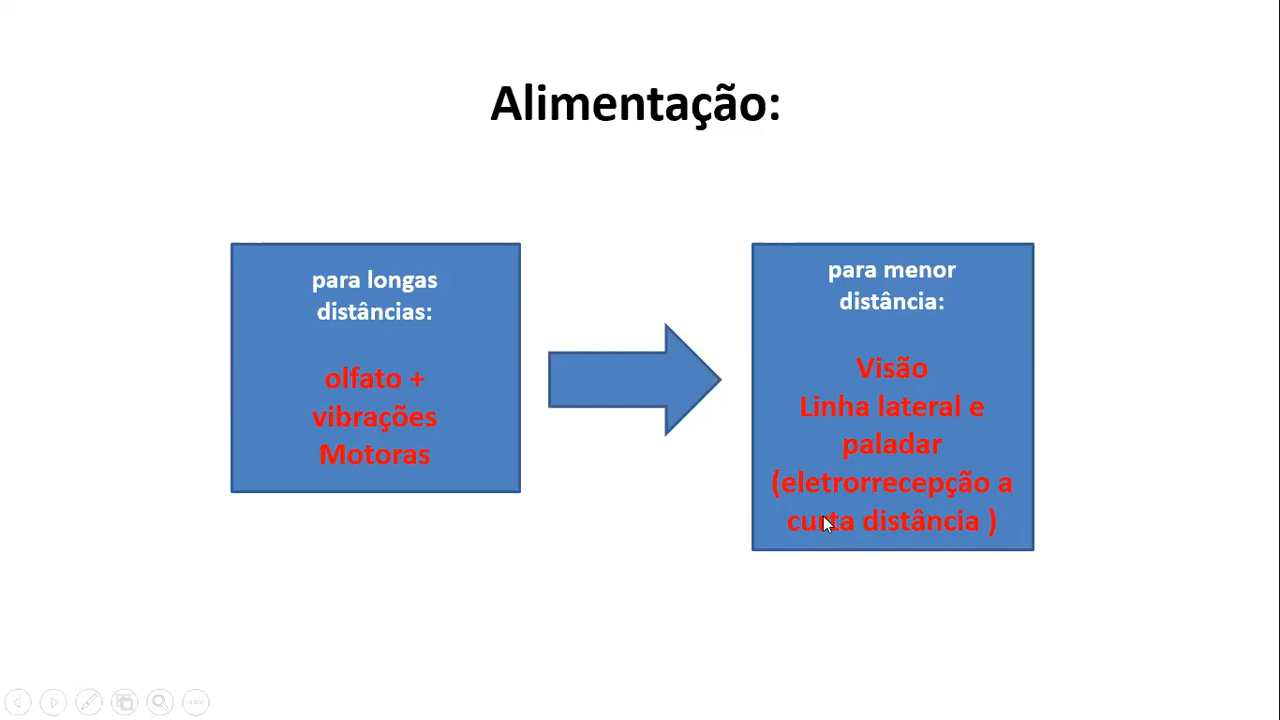 Alimentação:
para longas
distâncias:
olfato +
vibrações
Motoras
para menor
distância:
Visão
Linha lateral e
paladar
(eletrorrecepção a
curta distância )